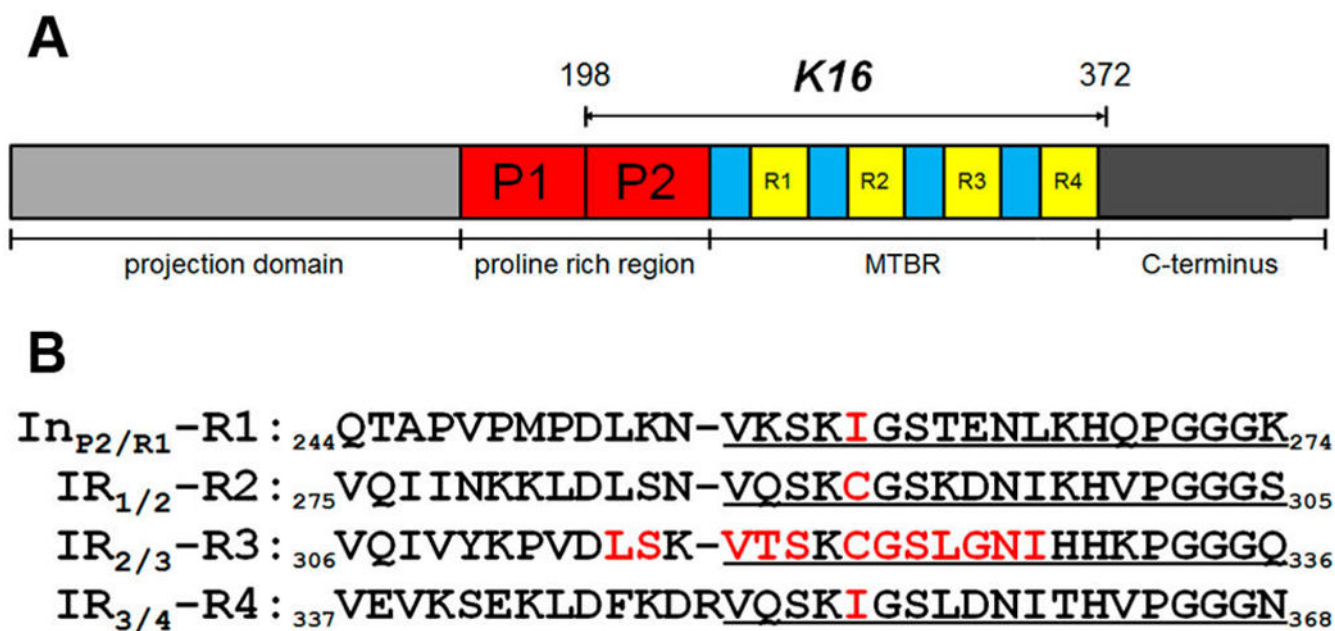 A
198 K16 372
P1 P2 R1 R2 R3 R4
projection domain proline rich region MTBR C-terminus
B
InP2/R1-R1: 244QTAPVPMPDLKN-VKSKIGSTENLKHQPGGGK274
IR1/2-R2: 275VQIINKKLDLSN-VQSKCGSKDNIKHVPGGGS305
IR2/3-R3: 306VQIVYKPVDLSK-VTSKCGSLGNIHHKPGGGQ336
IR3/4-R4: 337VEVKSEKLDFKDRVQSKIGSLDNITHVPGGGN368